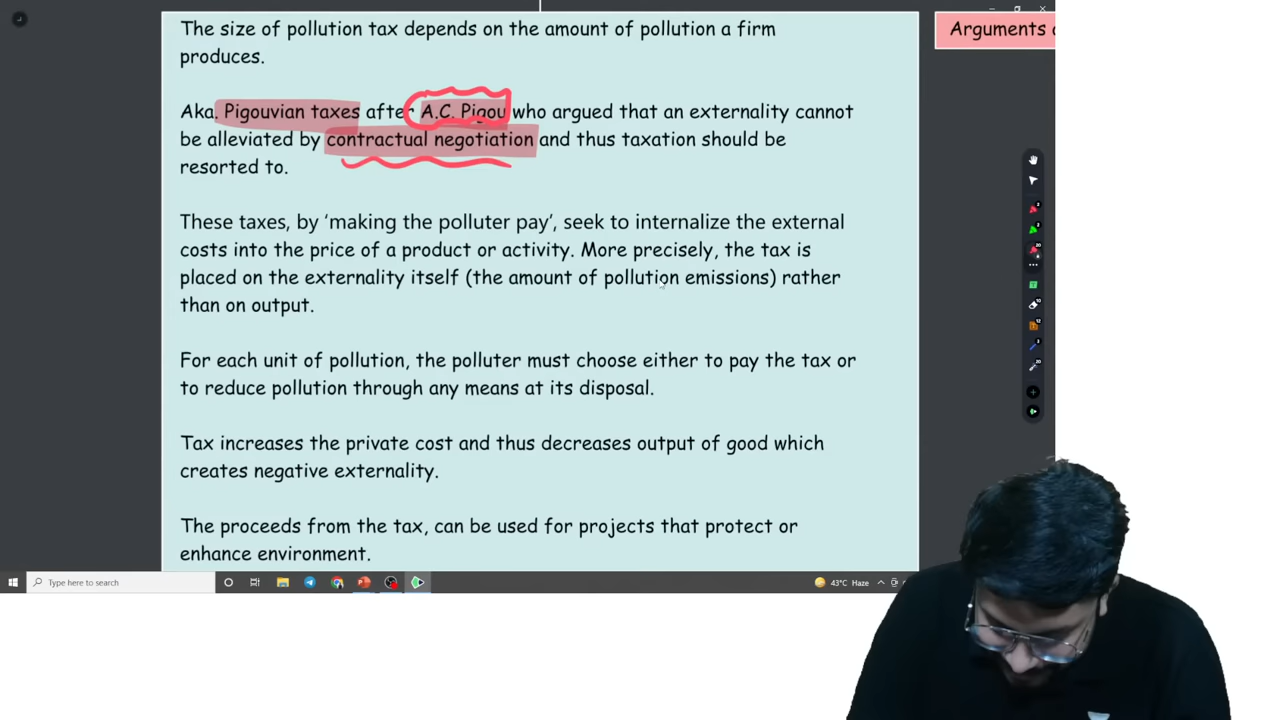 The size of pollution tax depends on the amount of pollution a firm
produces.
Arguments
Aka. Pigouvian taxes after A.C. Pigou who argued that an externality cannot
be alleviated by contractual negotiation and thus taxation should be
resorted to.
These taxes, by ‘making the polluter pay’, seek to internalize the external
costs into the price of a product or activity. More precisely, the tax is
placed on the externality itself (the amount of pollution emissions) rather
than on output.
For each unit of pollution, the polluter must choose either to pay the tax or
to reduce pollution through any means at its disposal.
Tax increases the private cost and thus decreases output of good which
creates negative externality.
The proceeds from the tax, can be used for projects that protect or
enhance environment.
Type here to search
43°C Haze